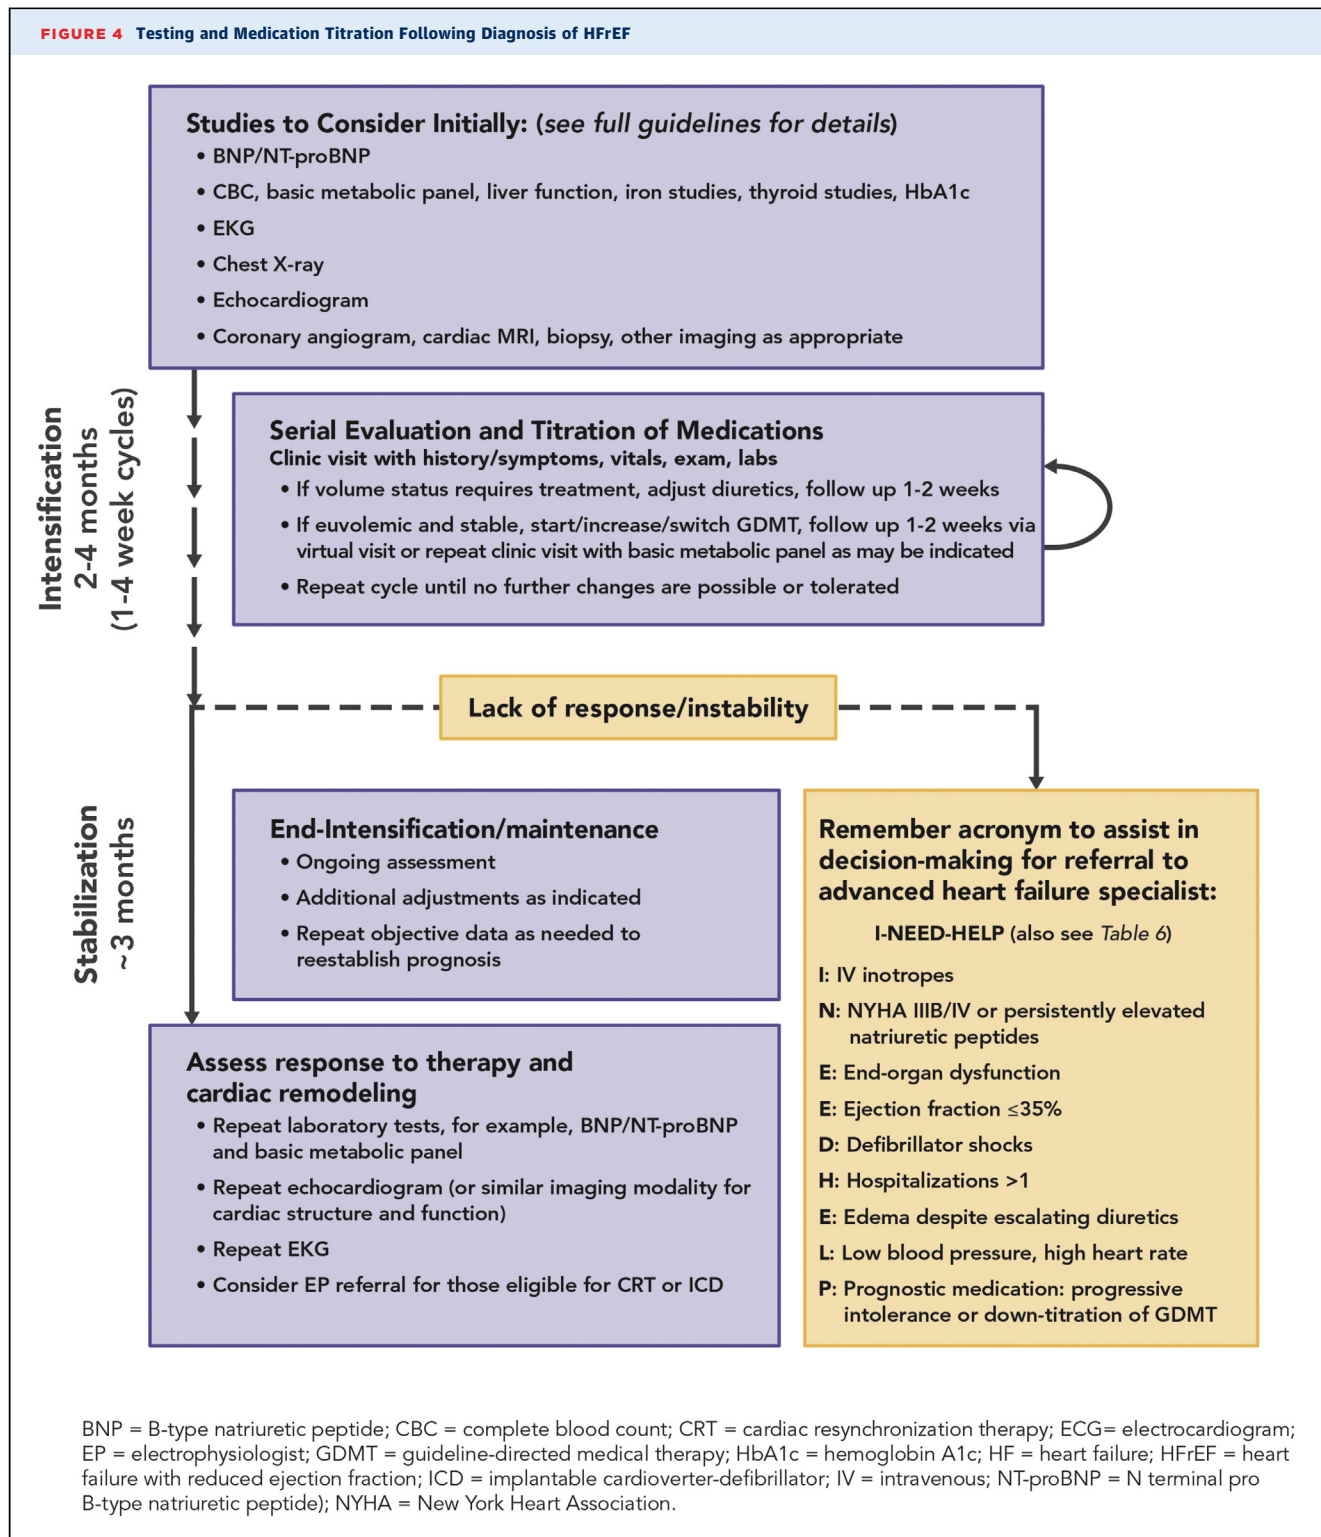 FIGURE 4 Testing and Medication Titration Following Diagnosis of HFrEF
Studies to Consider Initially: (see full guidelines for details)
• BNP/NT-proBNP
• CBC, basic metabolic panel, liver function, iron studies, thyroid studies, HbA1c
• EKG
• Chest X-ray
• Echocardiogram
• Coronary angiogram, cardiac MRI, biopsy, other imaging as appropriate
Intensification
2-4 months
(1-4 week cycles)
Serial Evaluation and Titration of Medications
Clinic visit with history/symptoms, vitals, exam, labs
• If volume status requires treatment, adjust diuretics, follow up 1-2 weeks
• If euvolemic and stable, start/increase/switch GDMT, follow up 1-2 weeks via
virtual visit or repeat clinic visit with basic metabolic panel as may be indicated
• Repeat cycle until no further changes are possible or tolerated
Lack of response/instability
Stabilization
~3 months
End-Intensification/maintenance
• Ongoing assessment
• Additional adjustments as indicated
• Repeat objective data as needed to
reestablish prognosis
Assess response to therapy and
cardiac remodeling
• Repeat laboratory tests, for example, BNP/NT-proBNP
and basic metabolic panel
• Repeat echocardiogram (or similar imaging modality for
cardiac structure and function)
• Repeat EKG
• Consider EP referral for those eligible for CRT or ICD
Remember acronym to assist in
decision-making for referral to
advanced heart failure specialist:
I-NEED-HELP (also see Table 6)
I: IV inotropes
N: NYHA IIIB/IV or persistently elevated
natriuretic peptides
E: End-organ dysfunction
E: Ejection fraction ≤35%
D: Defibrillator shocks
H: Hospitalizations >1
E: Edema despite escalating diuretics
L: Low blood pressure, high heart rate
P: Prognostic medication: progressive
intolerance or down-titration of GDMT
BNP = B-type natriuretic peptide; CBC = complete blood count; CRT = cardiac resynchronization therapy; ECG= electrocardiogram;
EP = electrophysiologist; GDMT = guideline-directed medical therapy; HbA1c = hemoglobin A1c; HF = heart failure; HFrEF = heart
failure with reduced ejection fraction; ICD = implantable cardioverter-defibrillator; IV = intravenous; NT-proBNP = N terminal pro
B-type natriuretic peptide); NYHA = New York Heart Association.